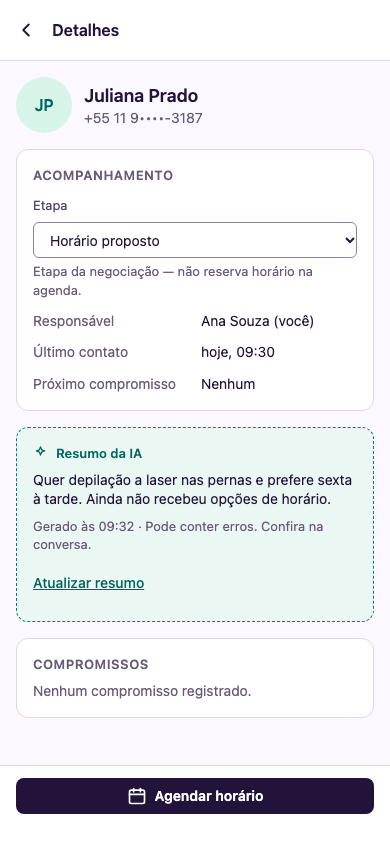 Detalhes
JP
Juliana Prado
+55 11 9••••-3187
ACOMPANHAMENTO
Etapa
Horário proposto
Etapa da negociação — não reserva horário na
agenda.
Responsável Ana Souza (você)
Último contato hoje, 09:30
Próximo compromisso Nenhum
Resumo da IA
Quer depilação a laser nas pernas e prefere sexta
à tarde. Ainda não recebeu opções de horário.
Gerado às 09:32 · Pode conter erros. Confira na
conversa.
Atualizar resumo
COMPROMISSOS
Nenhum compromisso registrado.
Agendar horário